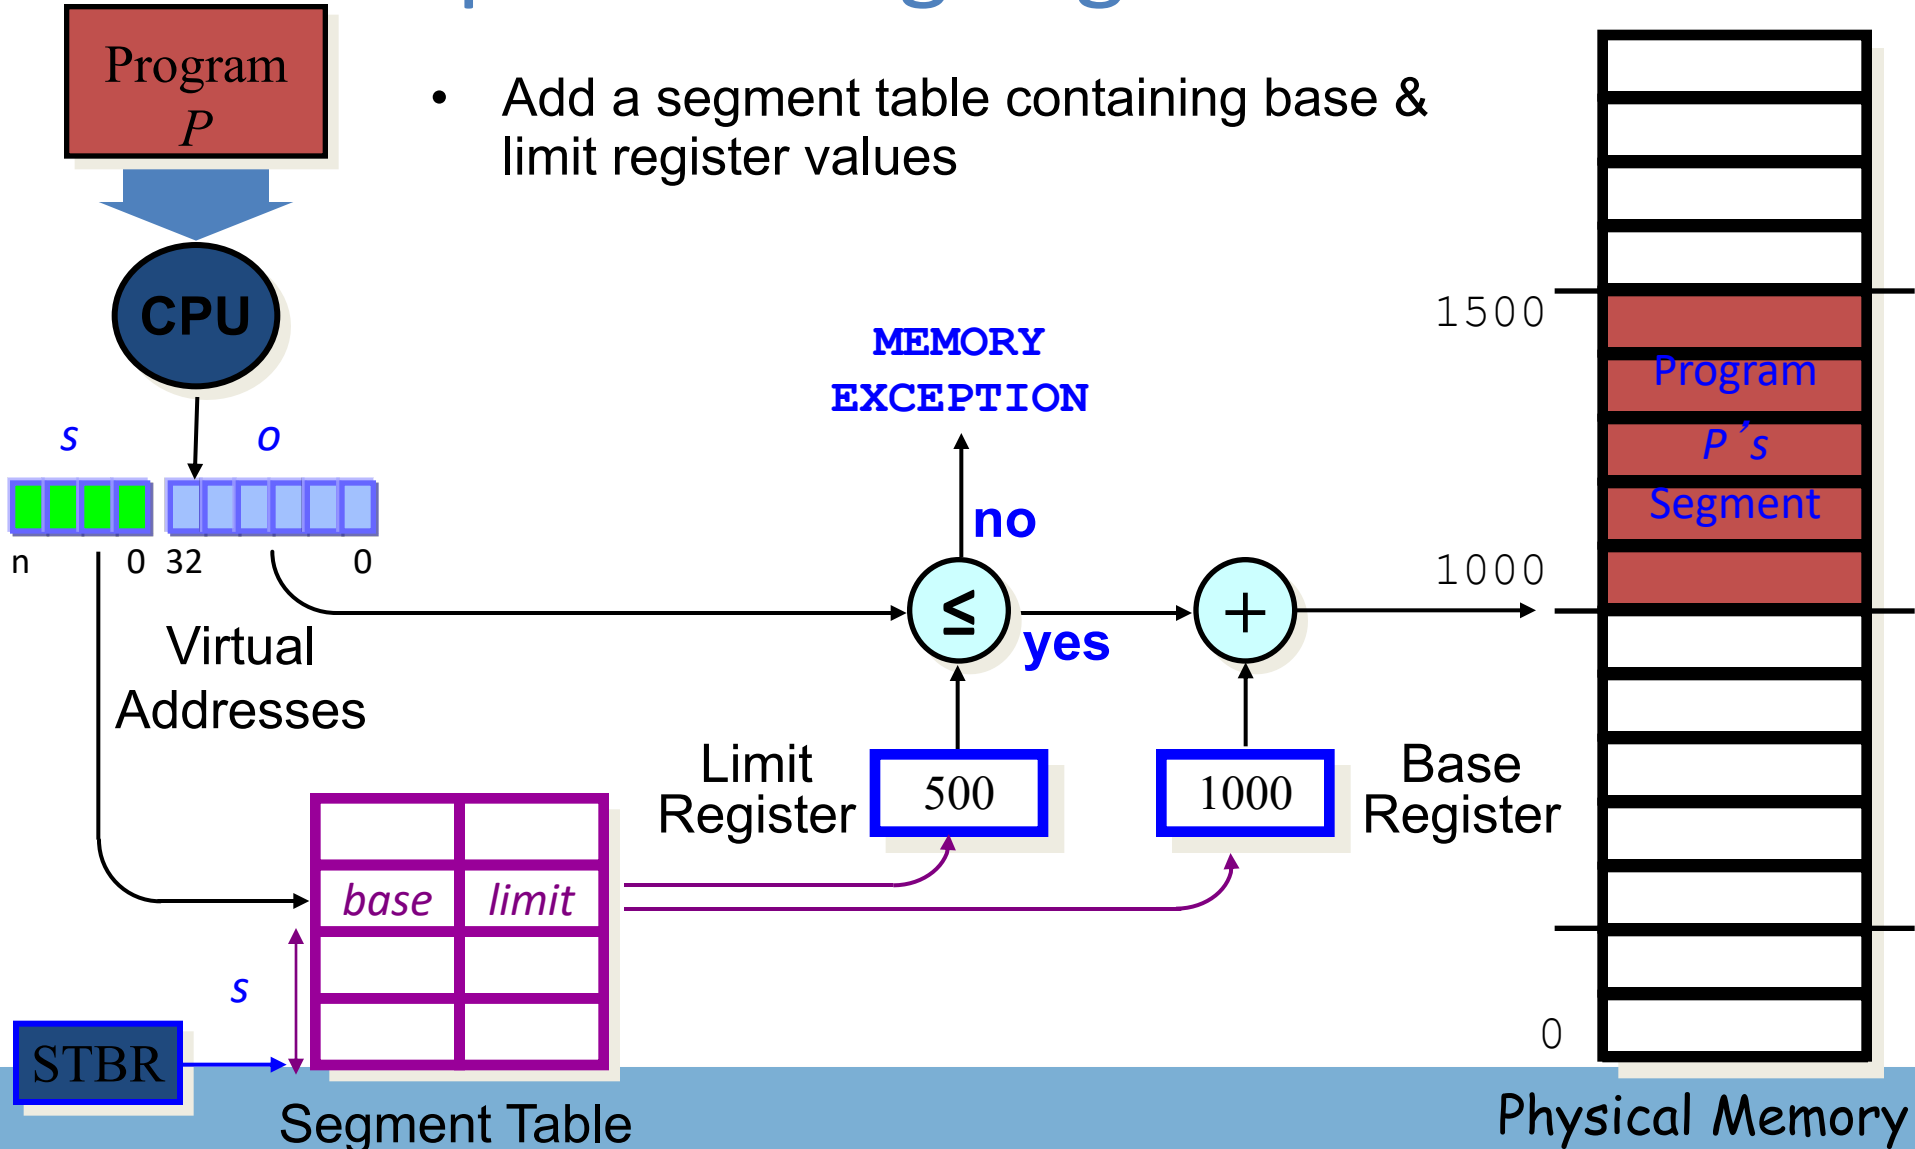 Program
P
• Add a segment table containing base &
limit register values
CPU
MEMORY
EXCEPTION
1500
Program
P's
Segment
s
o
no
n 0 32 0
1000
≤
+
yes
Virtual
Addresses
Limit
Register
500
1000
Base
Register
base limit
s
0
STBR
Segment Table
Physical Memory